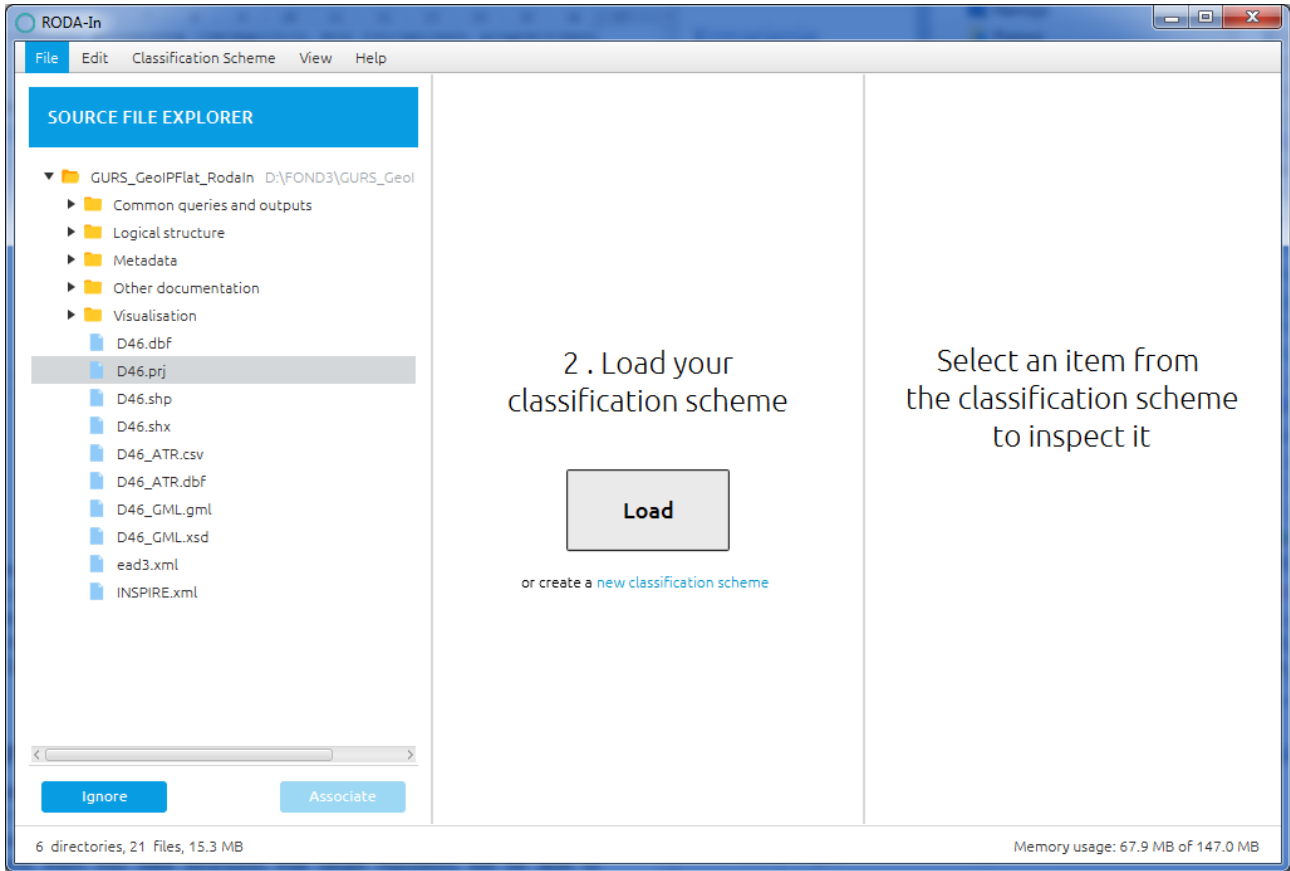 RODA-In
File Edit Classification Scheme View Help
SOURCE FILE EXPLORER
GURS_GeoIPFlat_RodaIn D:\FOND3\GURS_GeoI
Common queries and outputs
Logical structure
Metadata
Other documentation
Visualisation
D46.dbf
D46.prj
D46.shp
D46.shx
D46_ATR.csv
D46_ATR.dbf
D46_GML.gml
D46_GML.xsd
ead3.xml
INSPIRE.xml
Ignore Associate
2 . Load your
classification scheme
Load
or create a new classification scheme
Select an item from
the classification scheme
to inspect it
6 directories, 21 files, 15.3 MB
Memory usage: 67.9 MB of 147.0 MB